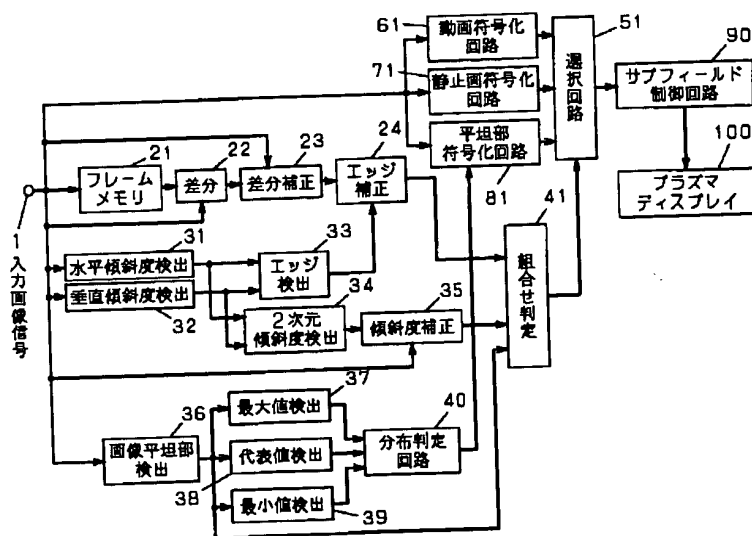 61
動画符号化
回路
51
90
71
静止画符号化
回路
選択回路
サブフィールド
制御回路
21
22
23
24
平坦部
符号化回路
100
フレーム
メモリ
差分
差分補正
エッジ
補正
81
プラズマ
ディスプレイ
1
入力画像信号
31
水平傾斜度検出
33
エッジ
検出
41
組合せ判定
垂直傾斜度検出
32
34
2次元
傾斜度検出
35
傾斜度補正
37
最大値検出
36
画像平坦部
検出
40
代表値検出
38
分布判定
回路
最小値検出
39